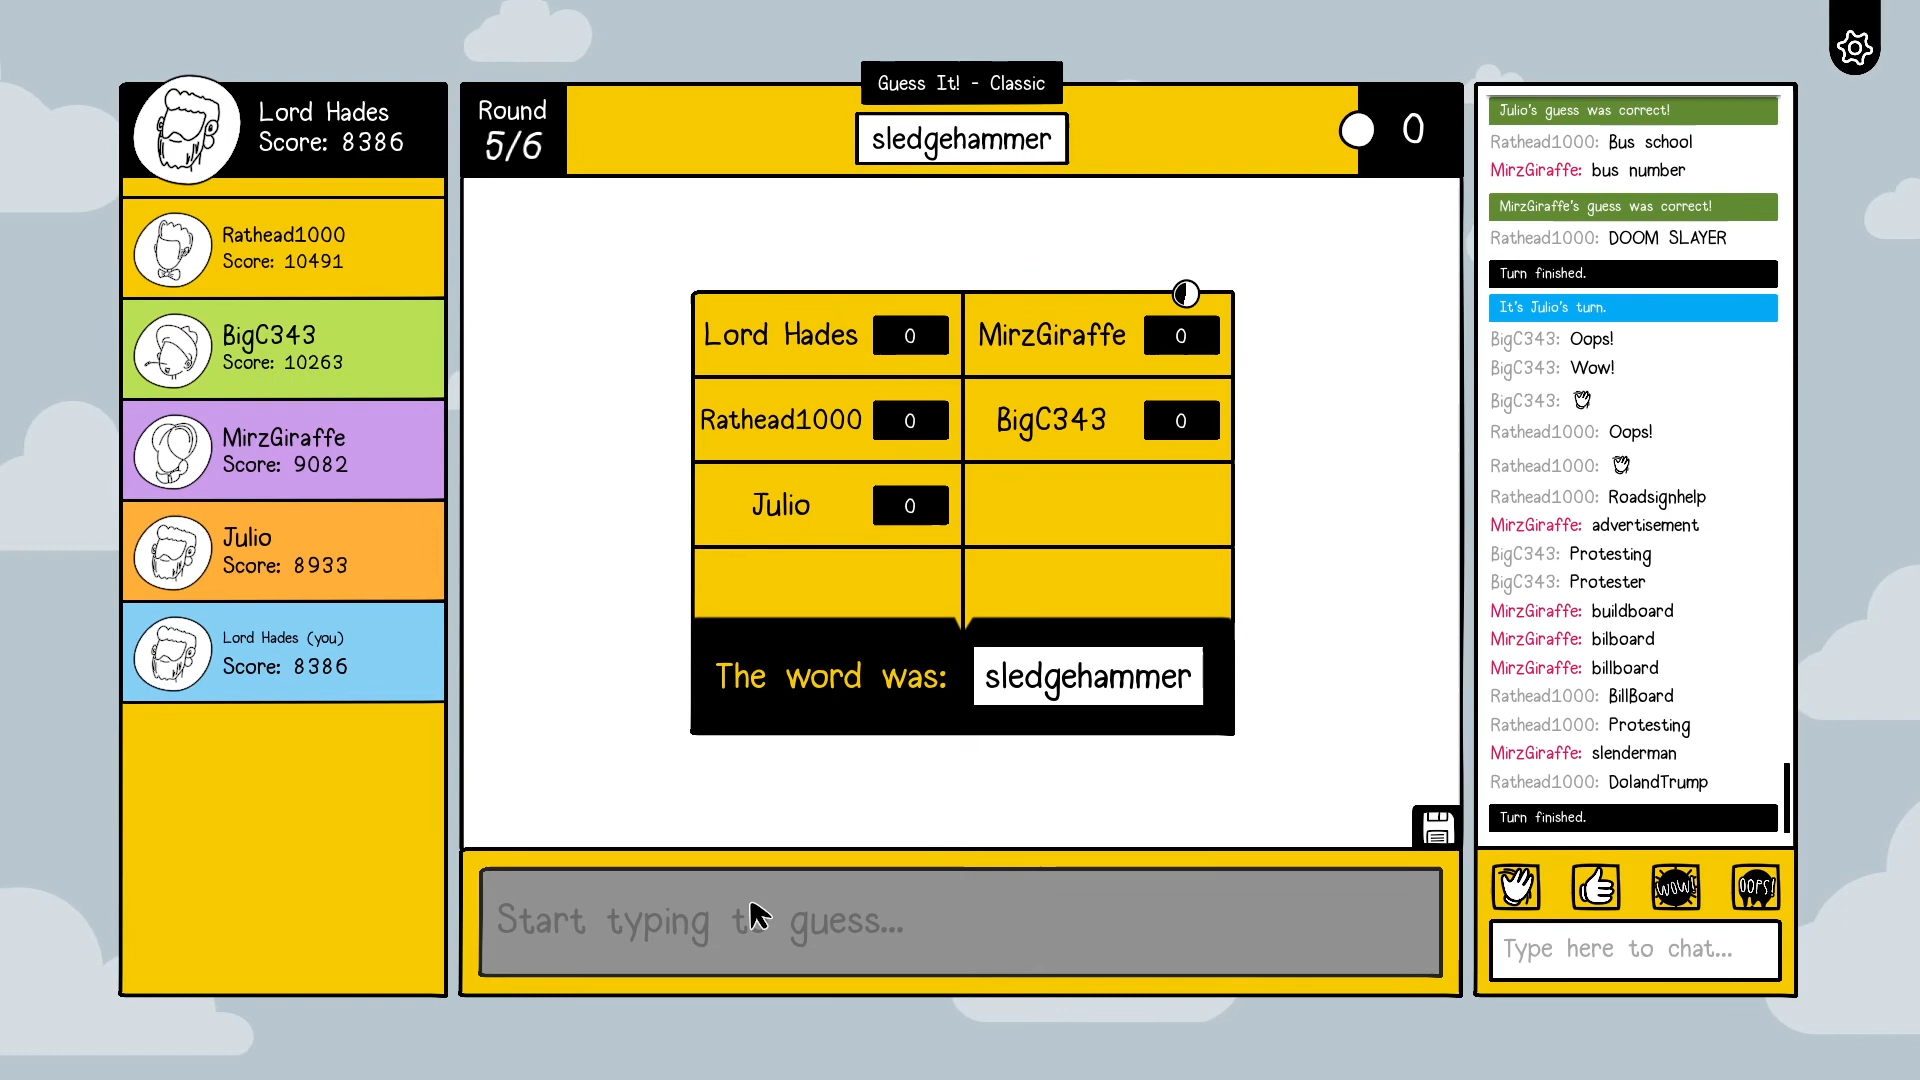 Lord Hades
Score: 8386
Rathead1000
Score: 10491
BigC343
Score: 10263
MirzGiraffe
Score: 9082
Julio
Score: 8933
Lord Hades (you)
Score: 8386
Guess It! - Classic
Round
5/6
sledgehammer
0
Lord Hades 0
MirzGiraffe 0
Rathead1000 0
BigC343 0
Julio 0
The word was: sledgehammer
Start typing to guess...
Julio's guess was correct!
Rathead1000: Bus school
MirzGiraffe: bus number
MirzGiraffe's guess was correct!
Rathead1000: DOOM SLAYER
Turn finished.
It's Julio's turn.
BigC343: Oops!
BigC343: Wow!
BigC343:
Rathead1000: Oops!
Rathead1000:
Rathead1000: Roadsignhelp
MirzGiraffe: advertisement
BigC343: Protesting
BigC343: Protester
MirzGiraffe: buildboard
MirzGiraffe: bilboard
MirzGiraffe: billboard
Rathead1000: BillBoard
Rathead1000: Protesting
MirzGiraffe: slenderman
Rathead1000: DolandTrump
Turn finished.
WOW!
OOPS!
Type here to chat...